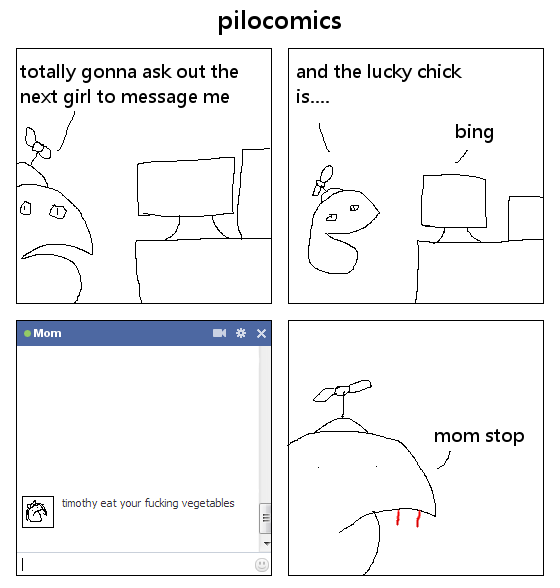 pilocomics
totally gonna ask out the
next girl to message me
and the lucky chick
is....
bing
Mom
timothy eat your fucking vegetables
mom stop